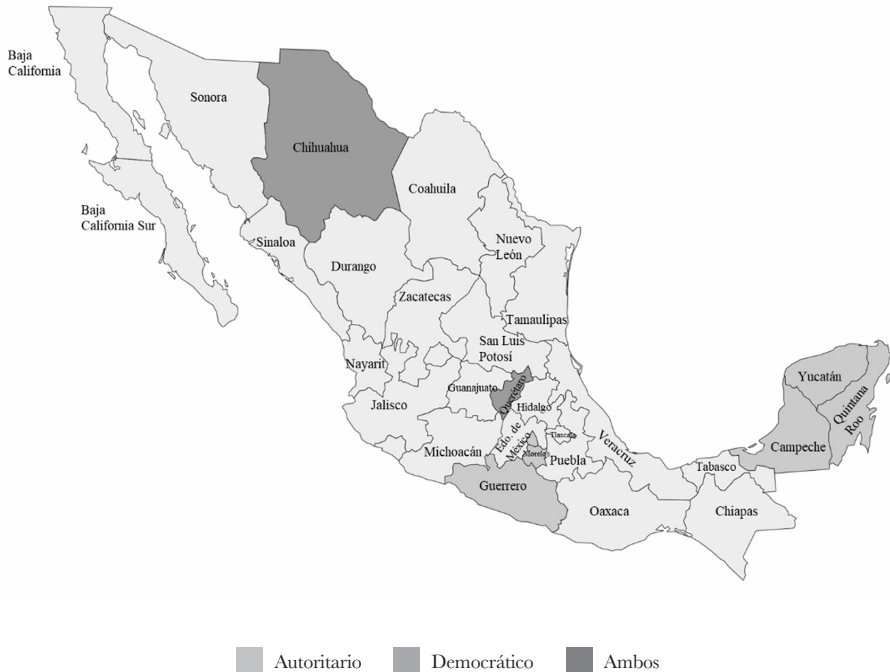 Baja
California
Sonora
Chihuahua
Coahuila
Baja
California Sur
Sinaloa
Nuevo
León
Durango
Zacatecas
Tamaulipas
San Luis
Potosí
Nayarit
Guanajuato
Querétaro
Hidalgo
Jalisco
Yucatán
Quintana
Roo
Campeche
Michoacán
Edo. de
México
Tlaxcala
Morelos
Puebla
Veracruz
Tabasco
Guerrero
Oaxaca
Chiapas
Autoritario
Democrático
Ambos